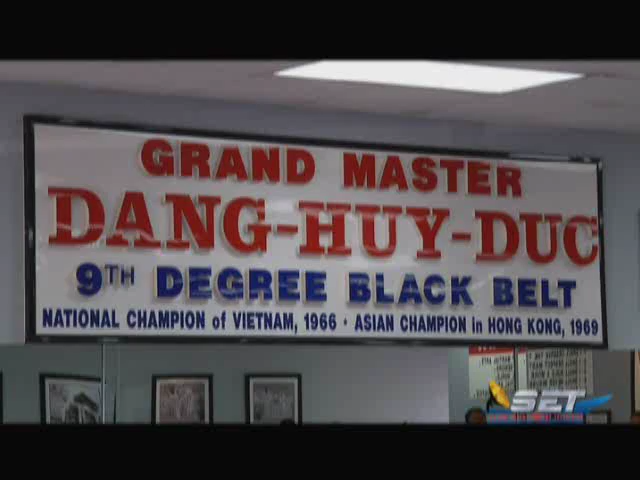 GRAND MASTER
DANG-HUY-DUC
9TH DEGREE BLACK BELT
NATIONAL CHAMPION of VIETNAM, 1966 · ASIAN CHAMPION in HONG KONG, 1969
SET